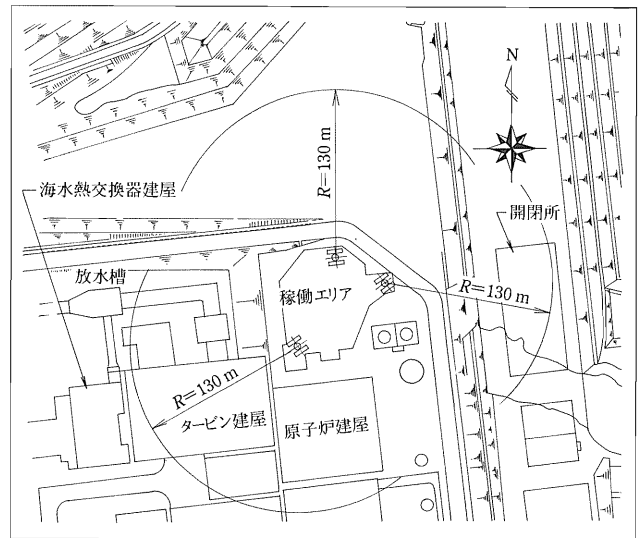 N
R=130 m
海水熱交換器建屋
開閉所
放水槽
稼働エリア
R=130 m
R=130 m
タービン建屋
原子炉建屋